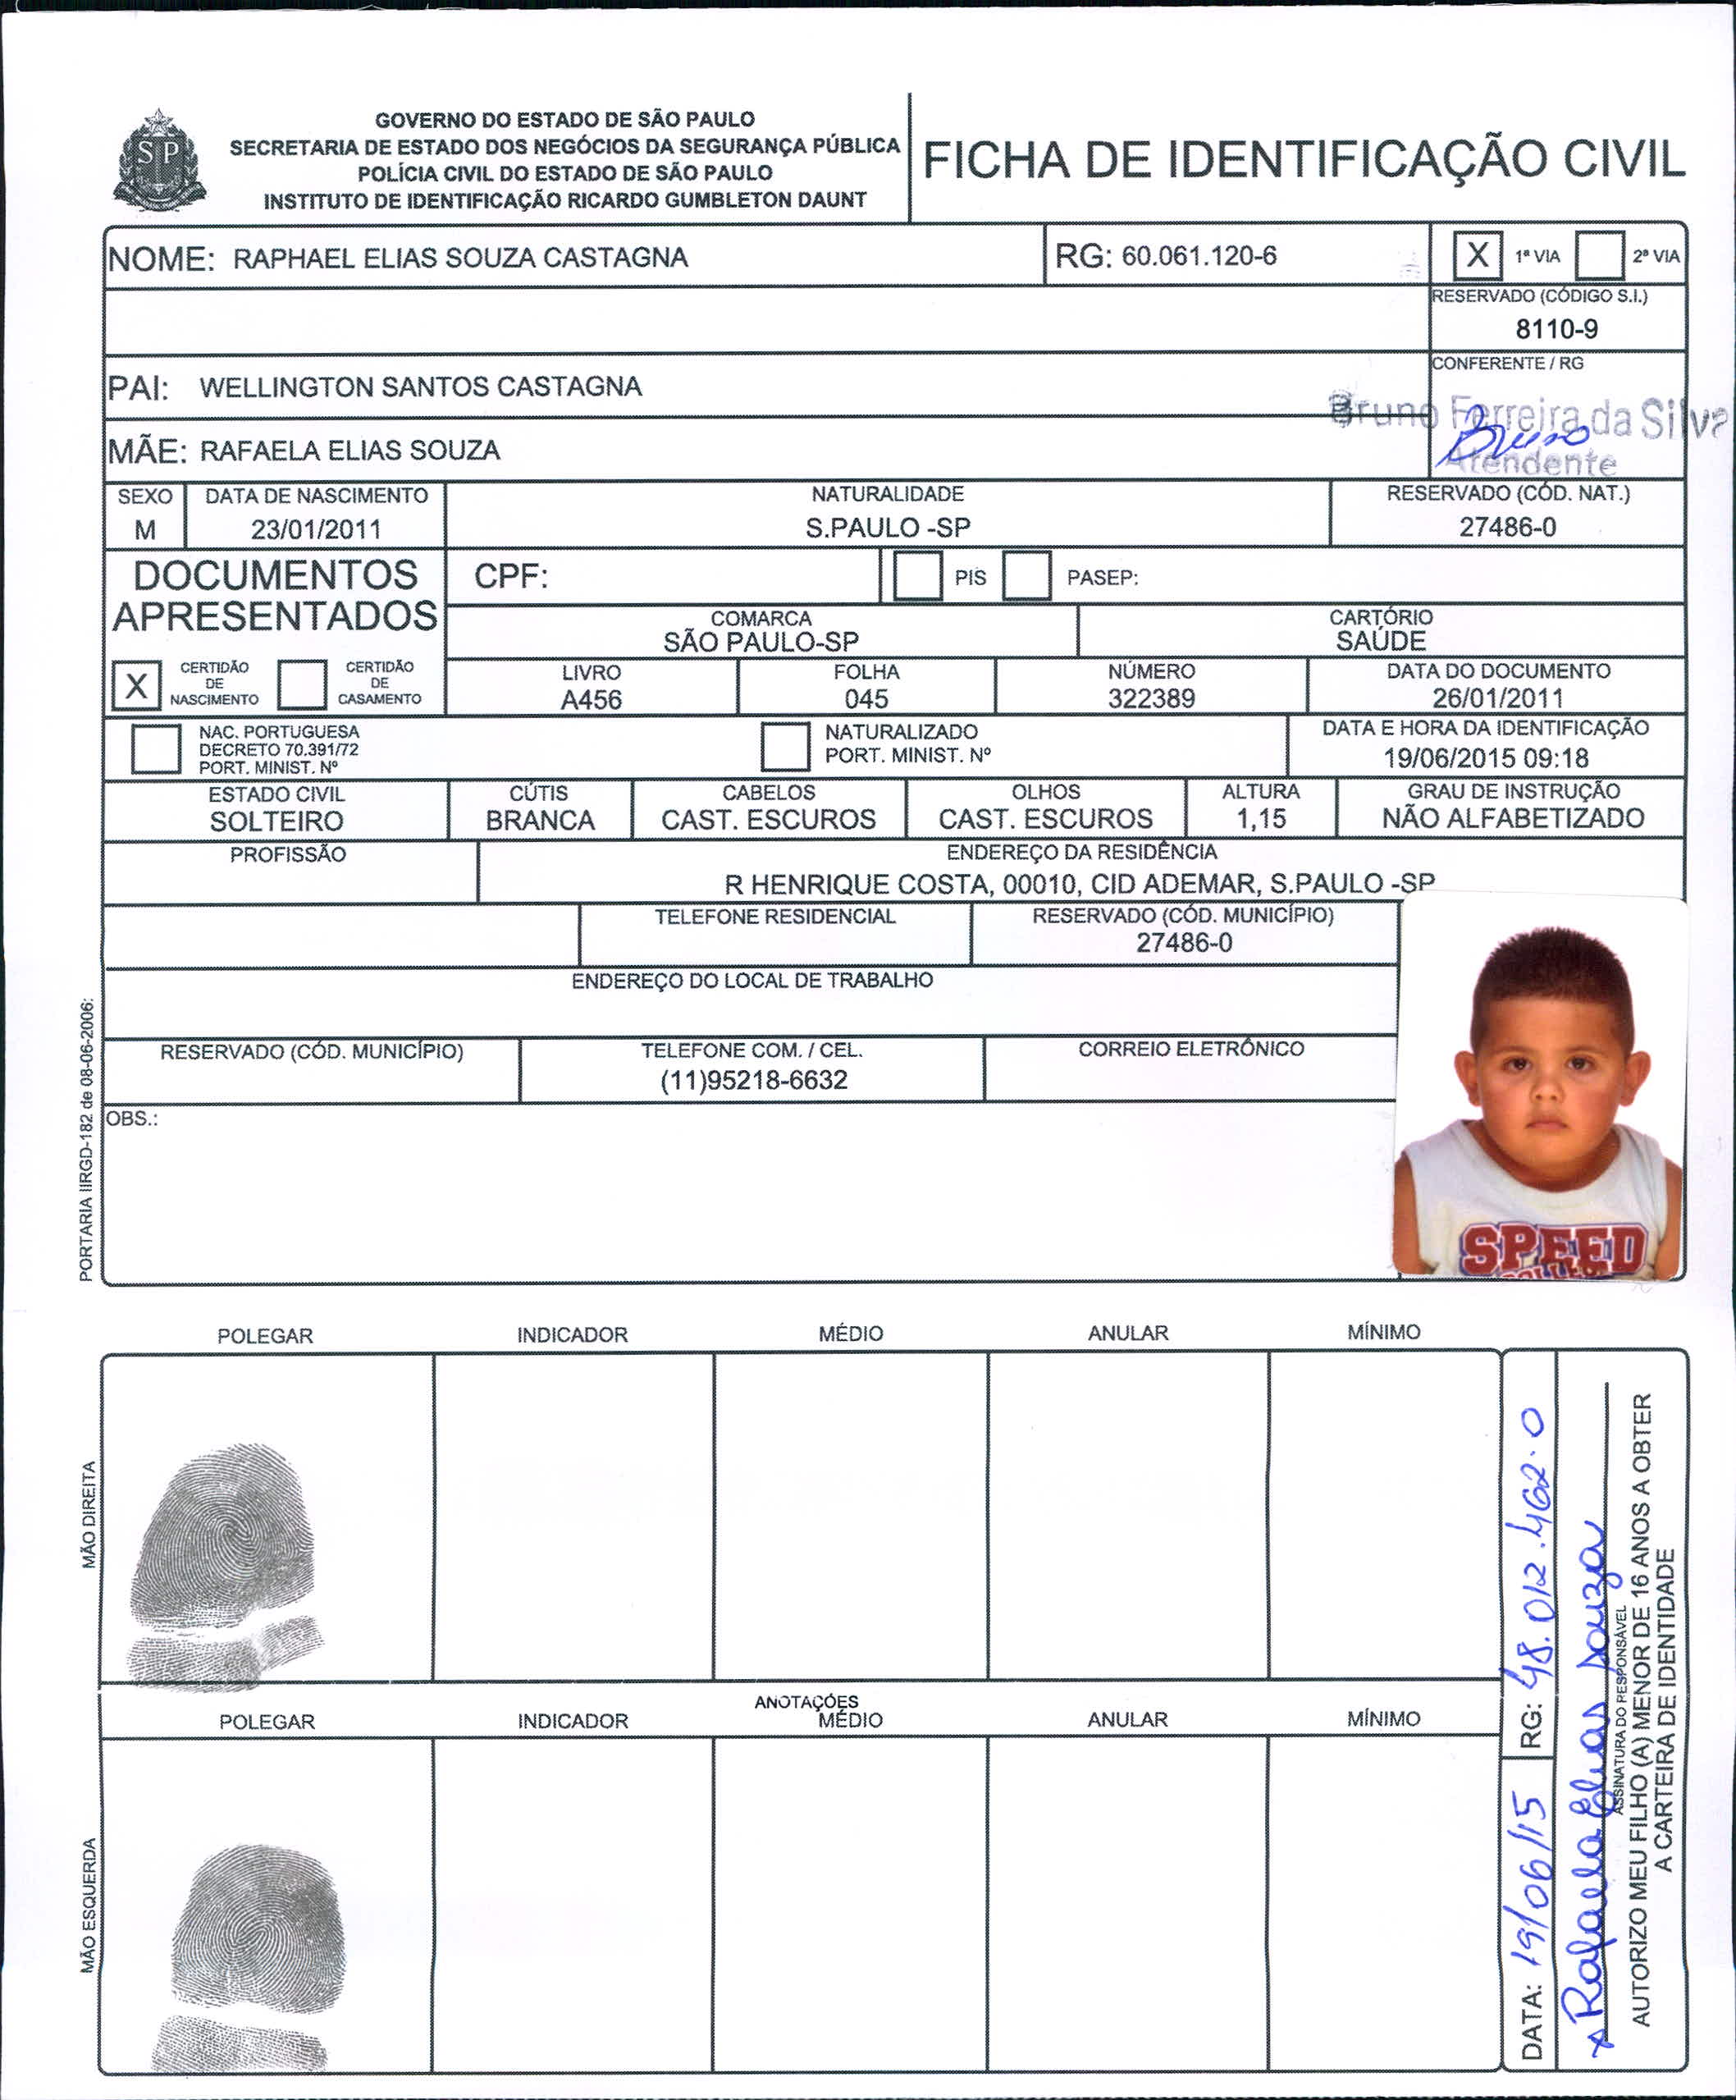 GOVERNO DO ESTADO DE SÃO PAULO
SECRETARIA DE ESTADO DOS NEGÓCIOS DA SEGURANÇA PÚBLICA
POLÍCIA CIVIL DO ESTADO DE SÃO PAULO
INSTITUTO DE IDENTIFICAÇÃO RICARDO GUMBLETON DAUNT
SP
FICHA DE IDENTIFICAÇÃO CIVIL
NOME: RAPHAEL ELIAS SOUZA CASTAGNA RG: 60.061.120-6 X 1ª VIA 2ª VIA
RESERVADO (CÓDIGO S.I.)
8110-9
PAI: WELLINGTON SANTOS CASTAGNA
CONFERENTE / RG
Bruno Ferreira da Silva
Bruno
Atendente
MÃE: RAFAELA ELIAS SOUZA
SEXO DATA DE NASCIMENTO NATURALIDADE RESERVADO (CÓD. NAT.)
M 23/01/2011 S.PAULO -SP 27486-0
DOCUMENTOS
APRESENTADOS
CPF: PIS PASEP:
COMARCA CARTÓRIO
SÃO PAULO-SP SAÚDE
X CERTIDÃO
DE
NASCIMENTO
CERTIDÃO
DE
CASAMENTO
LIVRO FOLHA NÚMERO DATA DO DOCUMENTO
A456 045 322389 26/01/2011
NAC. PORTUGUESA
DECRETO 70.391/72
PORT. MINIST. Nº
NATURALIZADO
PORT. MINIST. Nº
DATA E HORA DA IDENTIFICAÇÃO
19/06/2015 09:18
ESTADO CIVIL CÚTIS CABELOS OLHOS ALTURA GRAU DE INSTRUÇÃO
SOLTEIRO BRANCA CAST. ESCUROS CAST. ESCUROS 1,15 NÃO ALFABETIZADO
PROFISSÃO ENDEREÇO DA RESIDÊNCIA
R HENRIQUE COSTA, 00010, CID ADEMAR, S.PAULO -SP
TELEFONE RESIDENCIAL RESERVADO (CÓD. MUNICÍPIO)
27486-0
ENDEREÇO DO LOCAL DE TRABALHO
RESERVADO (CÓD. MUNICÍPIO) TELEFONE COM. / CEL. CORREIO ELETRÔNICO
(11)95218-6632
OBS.:
SPEED
PORTARIA IIRGD-182 de 08-06-2006:
POLEGAR INDICADOR MÉDIO ANULAR MÍNIMO
MÃO DIREITA
ANOTAÇÕES
POLEGAR INDICADOR MÉDIO ANULAR MÍNIMO
MÃO ESQUERDA
DATA: 19/06/15 RG: 48.012.462.0
x Rafaela Elias Souza
ASSINATURA DO RESPONSÁVEL
AUTORIZO MEU FILHO (A) MENOR DE 16 ANOS A OBTER
A CARTEIRA DE IDENTIDADE